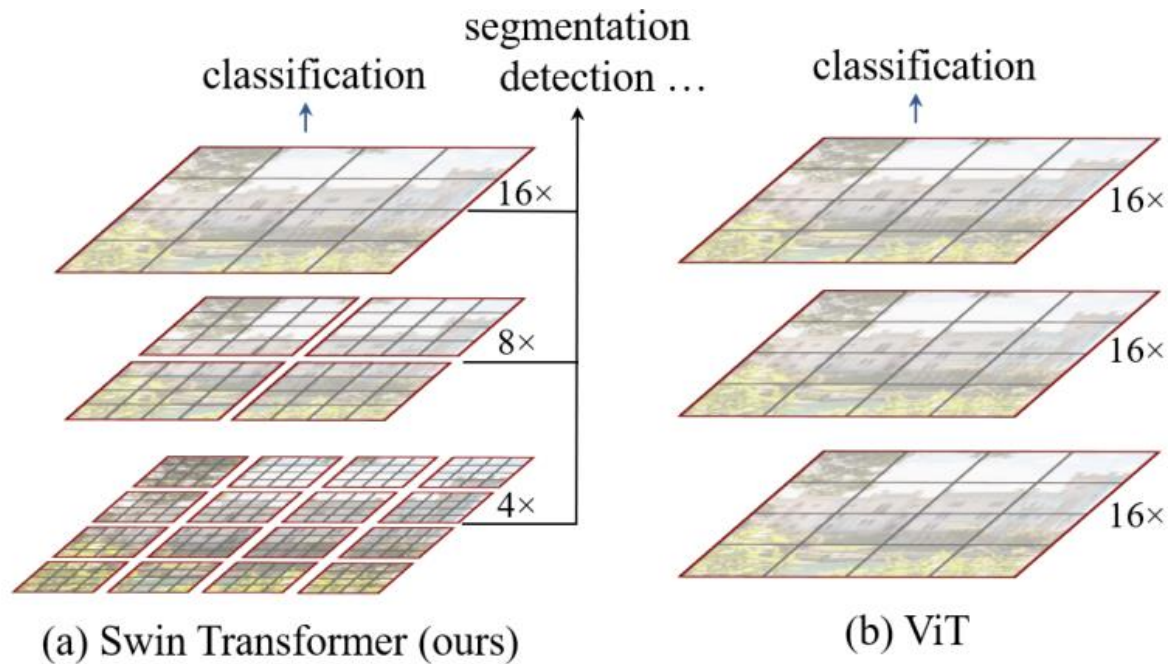 segmentation
detection ...
classification
16×
8×
4×
(a) Swin Transformer (ours)
classification
16×
16×
16×
(b) ViT